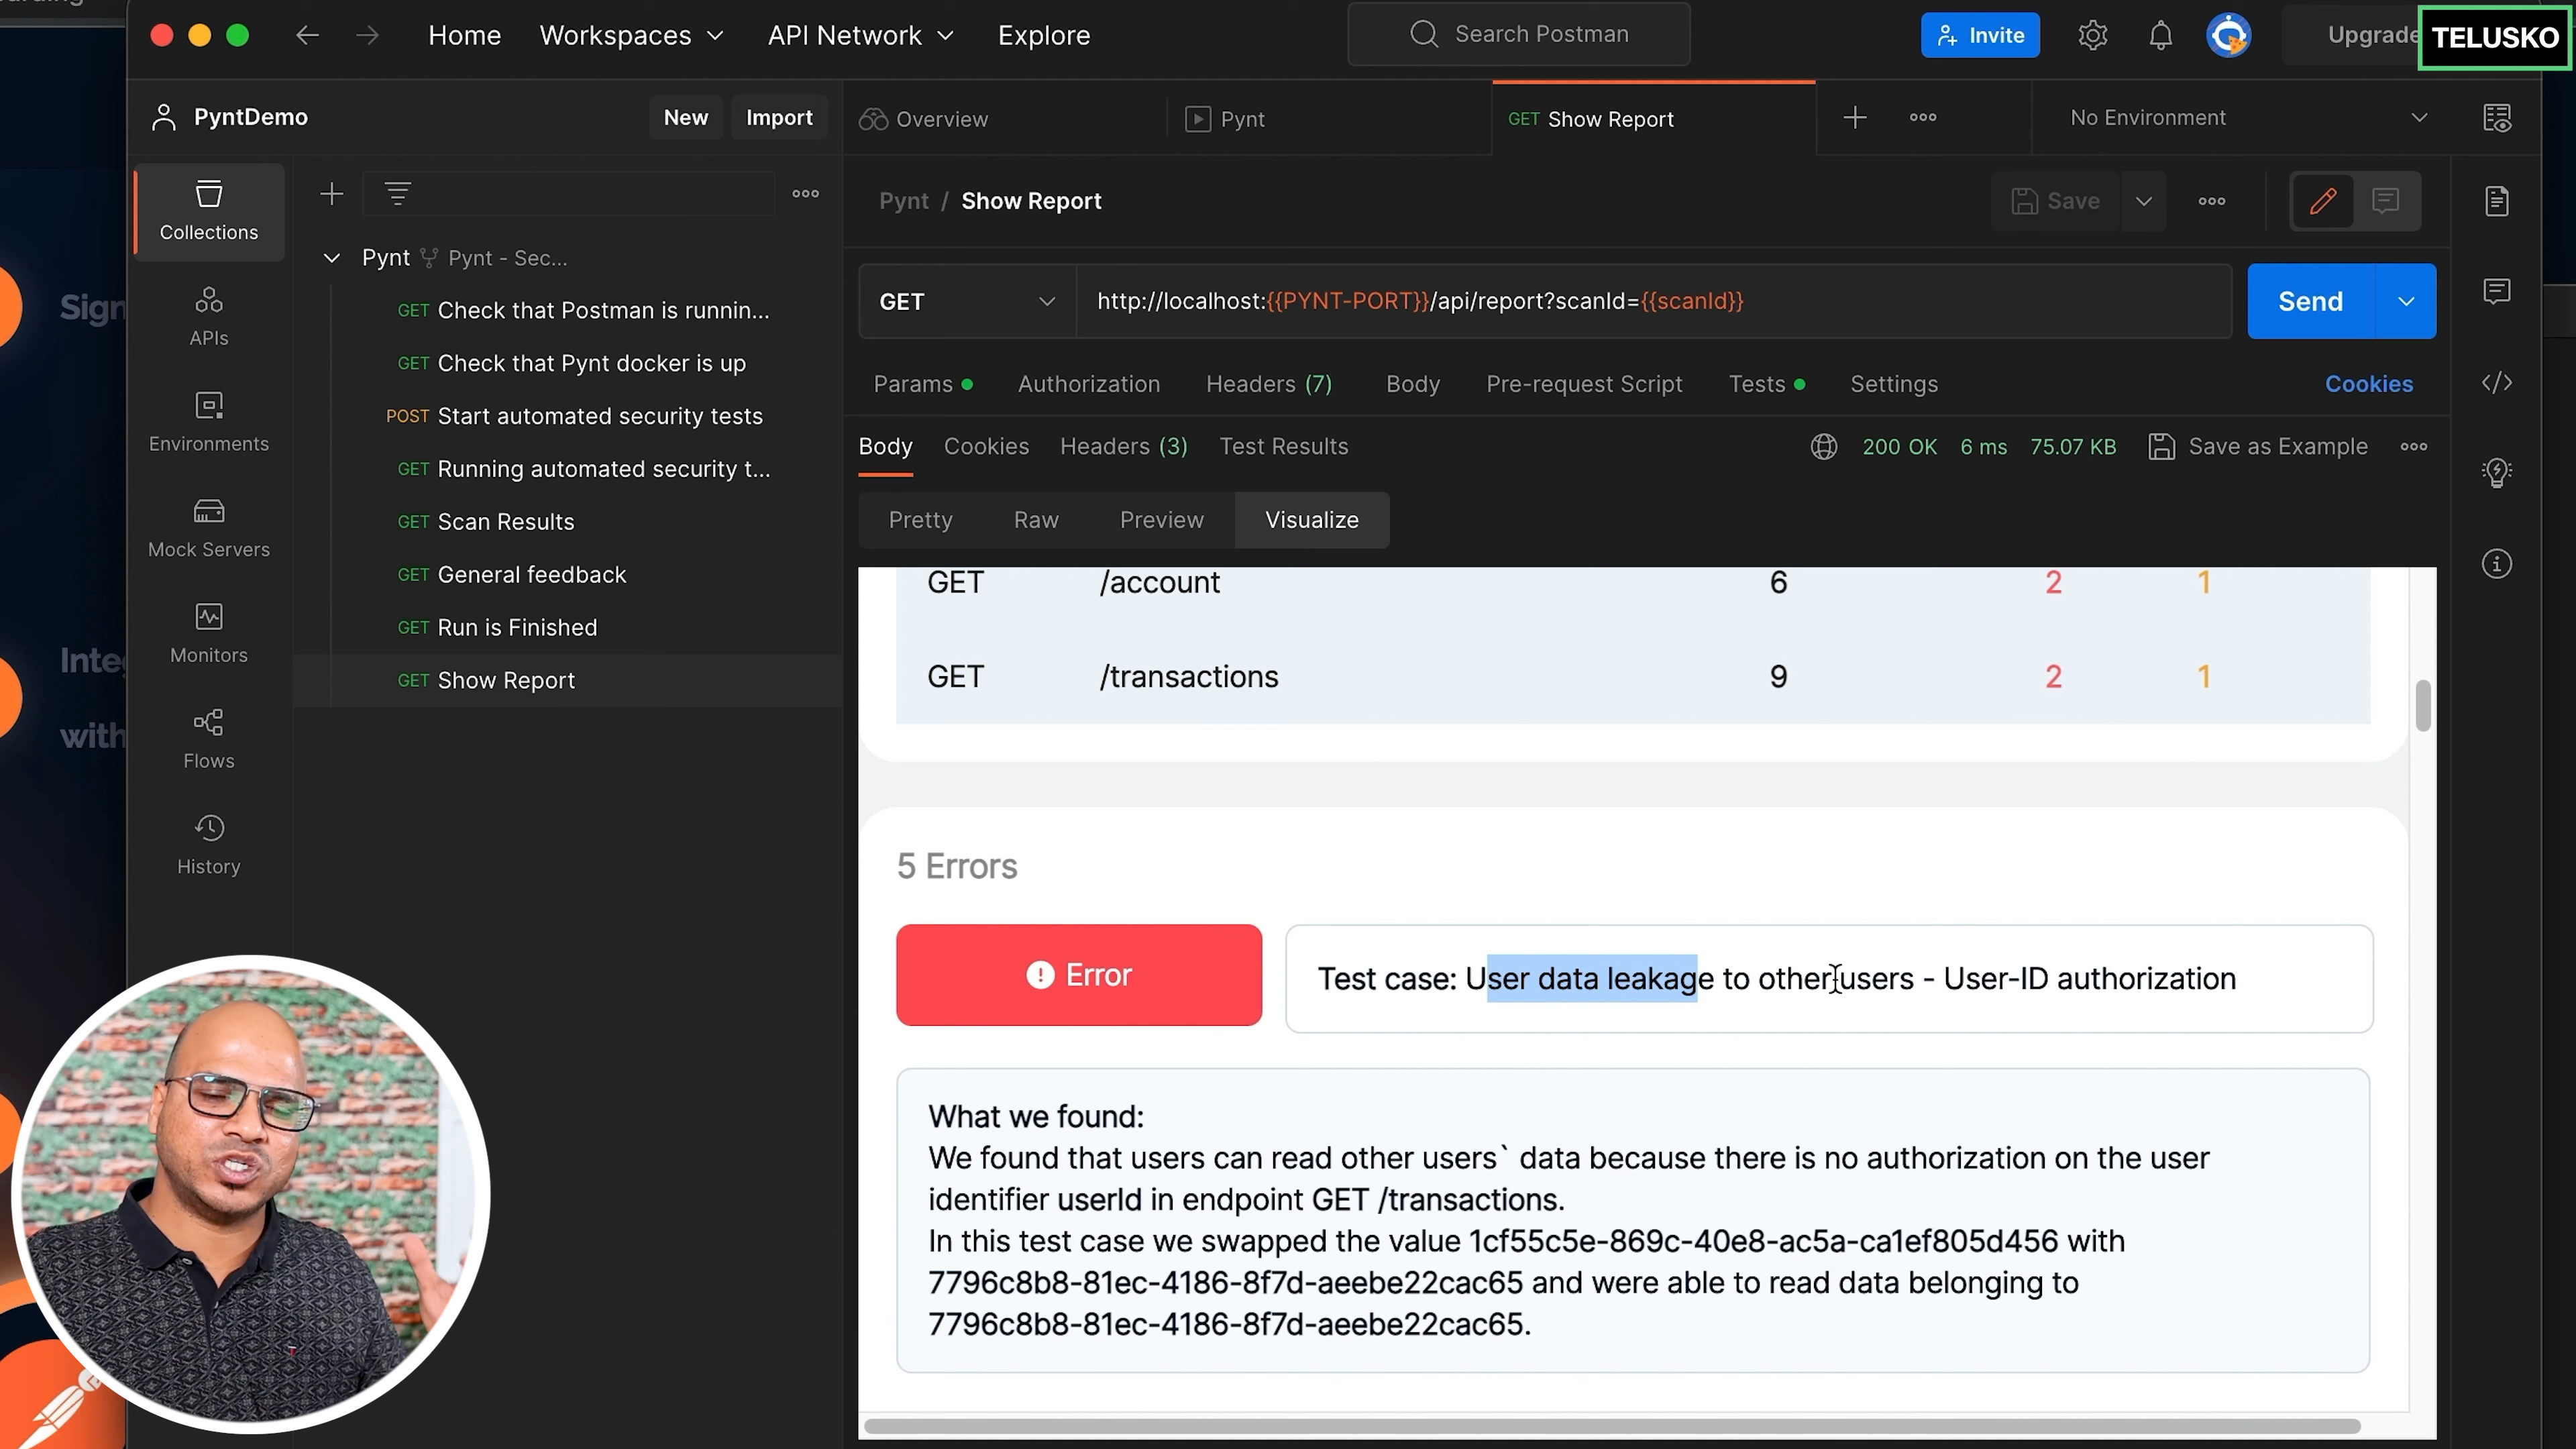 Home
Workspaces
API Network
Explore
Search Postman
Invite
Upgrade
TELUSKO
PyntDemo
New
Import
Overview
Pynt
GET Show Report
No Environment
Collections
APIs
Environments
Mock Servers
Monitors
Flows
History
Pynt
Pynt - Sec...
GET Check that Postman is runnin...
GET Check that Pynt docker is up
POST Start automated security tests
GET Running automated security t...
GET Scan Results
GET General feedback
GET Run is Finished
GET Show Report
Pynt / Show Report
Save
GET
http://localhost:{{PYNT-PORT}}/api/report?scanId={{scanId}}
Send
Params
Authorization
Headers (7)
Body
Pre-request Script
Tests
Settings
Cookies
Body
Cookies
Headers (3)
Test Results
200 OK
6 ms
75.07 KB
Save as Example
Pretty
Raw
Preview
Visualize
GET /account 6 2 1
GET /transactions 9 2 1
5 Errors
Error
Test case: User data leakage to other users - User-ID authorization
What we found:
We found that users can read other users` data because there is no authorization on the user
identifier userId in endpoint GET /transactions.
In this test case we swapped the value 1cf55c5e-869c-40e8-ac5a-ca1ef805d456 with
7796c8b8-81ec-4186-8f7d-aeebe22cac65 and were able to read data belonging to
7796c8b8-81ec-4186-8f7d-aeebe22cac65.
with